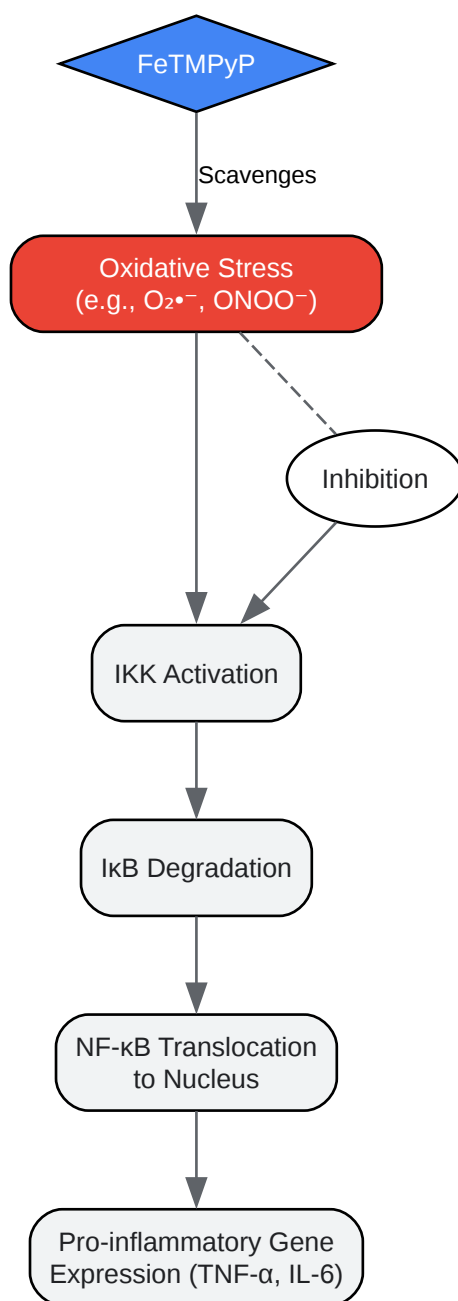 FeTMPyP
Scavenges
Oxidative Stress
(e.g., O₂•⁻, ONOO⁻)
Inhibition
IKK Activation
IκB Degradation
NF-κB Translocation
to Nucleus
Pro-inflammatory Gene
Expression (TNF-α, IL-6)